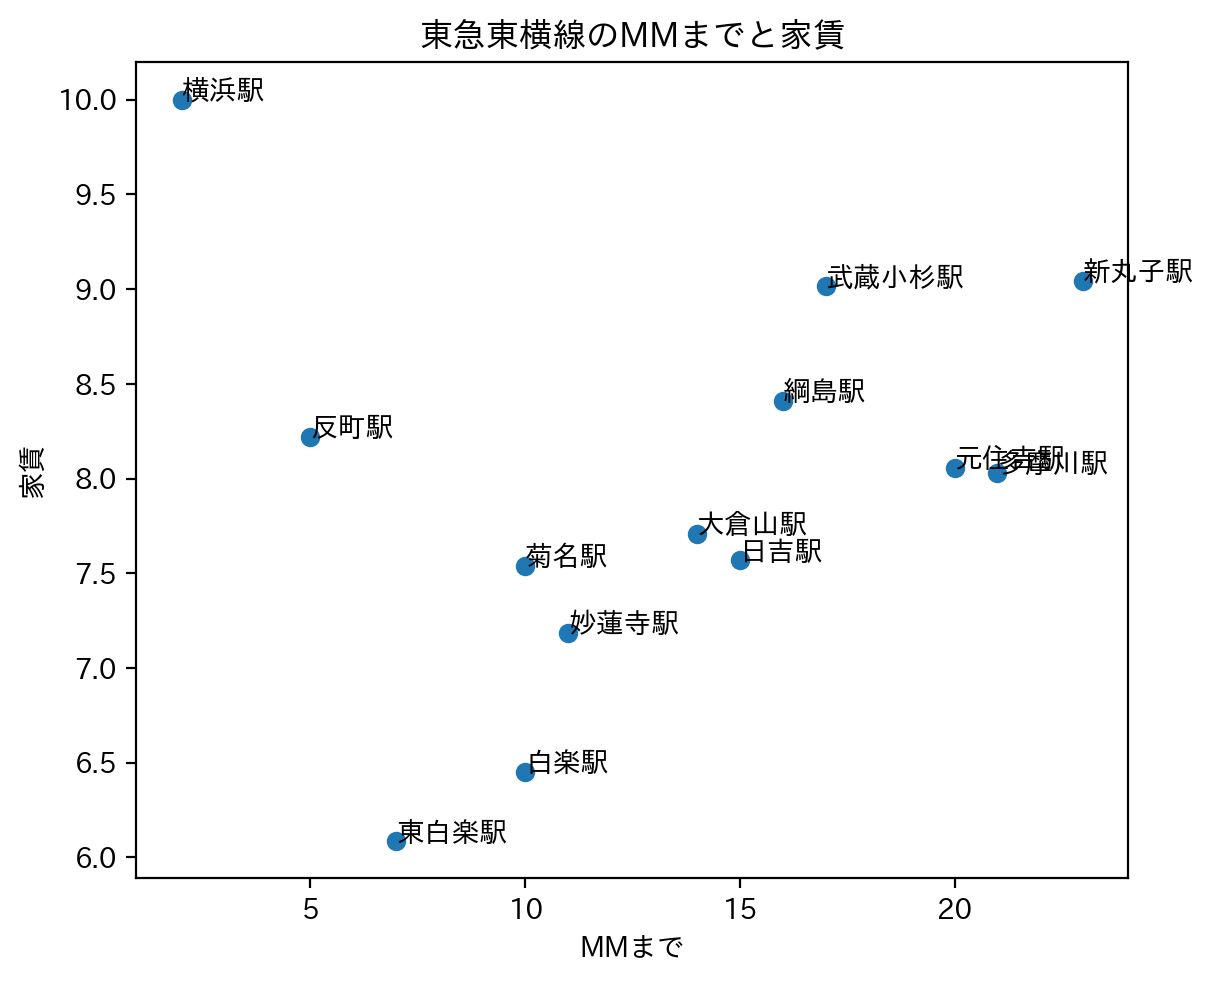 東急東横線のMMまでと家賃
横浜駅
10.0
9.5
新丸子駅
武蔵小杉駅
9.0
綱島駅
8.5
反町駅
家賃
元住吉駅
多摩川駅
8.0
大倉山駅
日吉駅
菊名駅
7.5
妙蓮寺駅
7.0
白楽駅
6.5
東白楽駅
6.0
5
10
15
20
MMまで